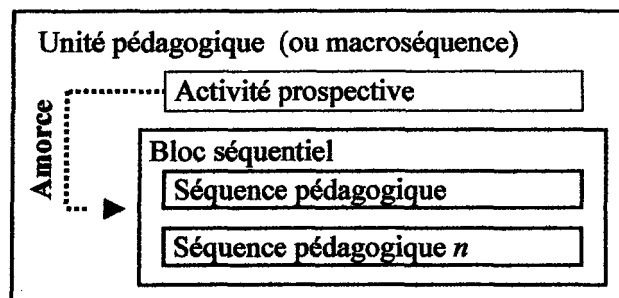 Unité pédagogique (ou macroséquence)
Activité prospective
Amorce
Bloc séquentiel
Séquence pédagogique
Séquence pédagogique n